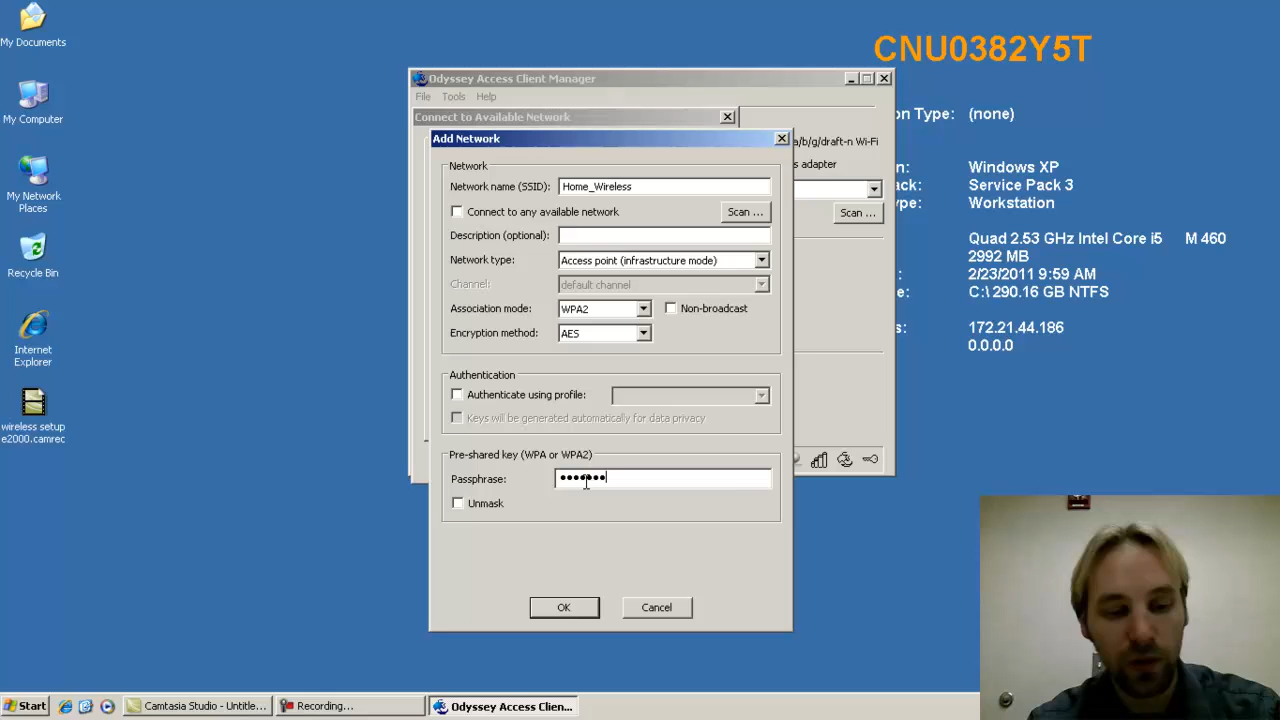 My Documents
My Computer
My Network
Places
Recycle Bin
Internet
Explorer
wireless setup
e2000.camrec
CNU0382Y5T
on Type: (none)
n: Windows XP
ack: Service Pack 3
ype: Workstation
Quad 2.53 GHz Intel Core i5 M 460
2992 MB
: 2/23/2011 9:59 AM
e: C:\ 290.16 GB NTFS
s: 172.21.44.186
0.0.0.0
Odyssey Access Client Manager
File Tools Help
Connect to Available Network
a/b/g/draft-n Wi-Fi
s adapter
Scan ...
Add Network
Network
Network name (SSID): Home_Wireless
Connect to any available network Scan ...
Description (optional):
Network type: Access point (infrastructure mode)
Channel: default channel
Association mode: WPA2 Non-broadcast
Encryption method: AES
Authentication
Authenticate using profile:
Keys will be generated automatically for data privacy
Pre-shared key (WPA or WPA2)
Passphrase: •••••••
Unmask
OK Cancel
Start Camtasia Studio - Untitle... Recording... Odyssey Access Clien...